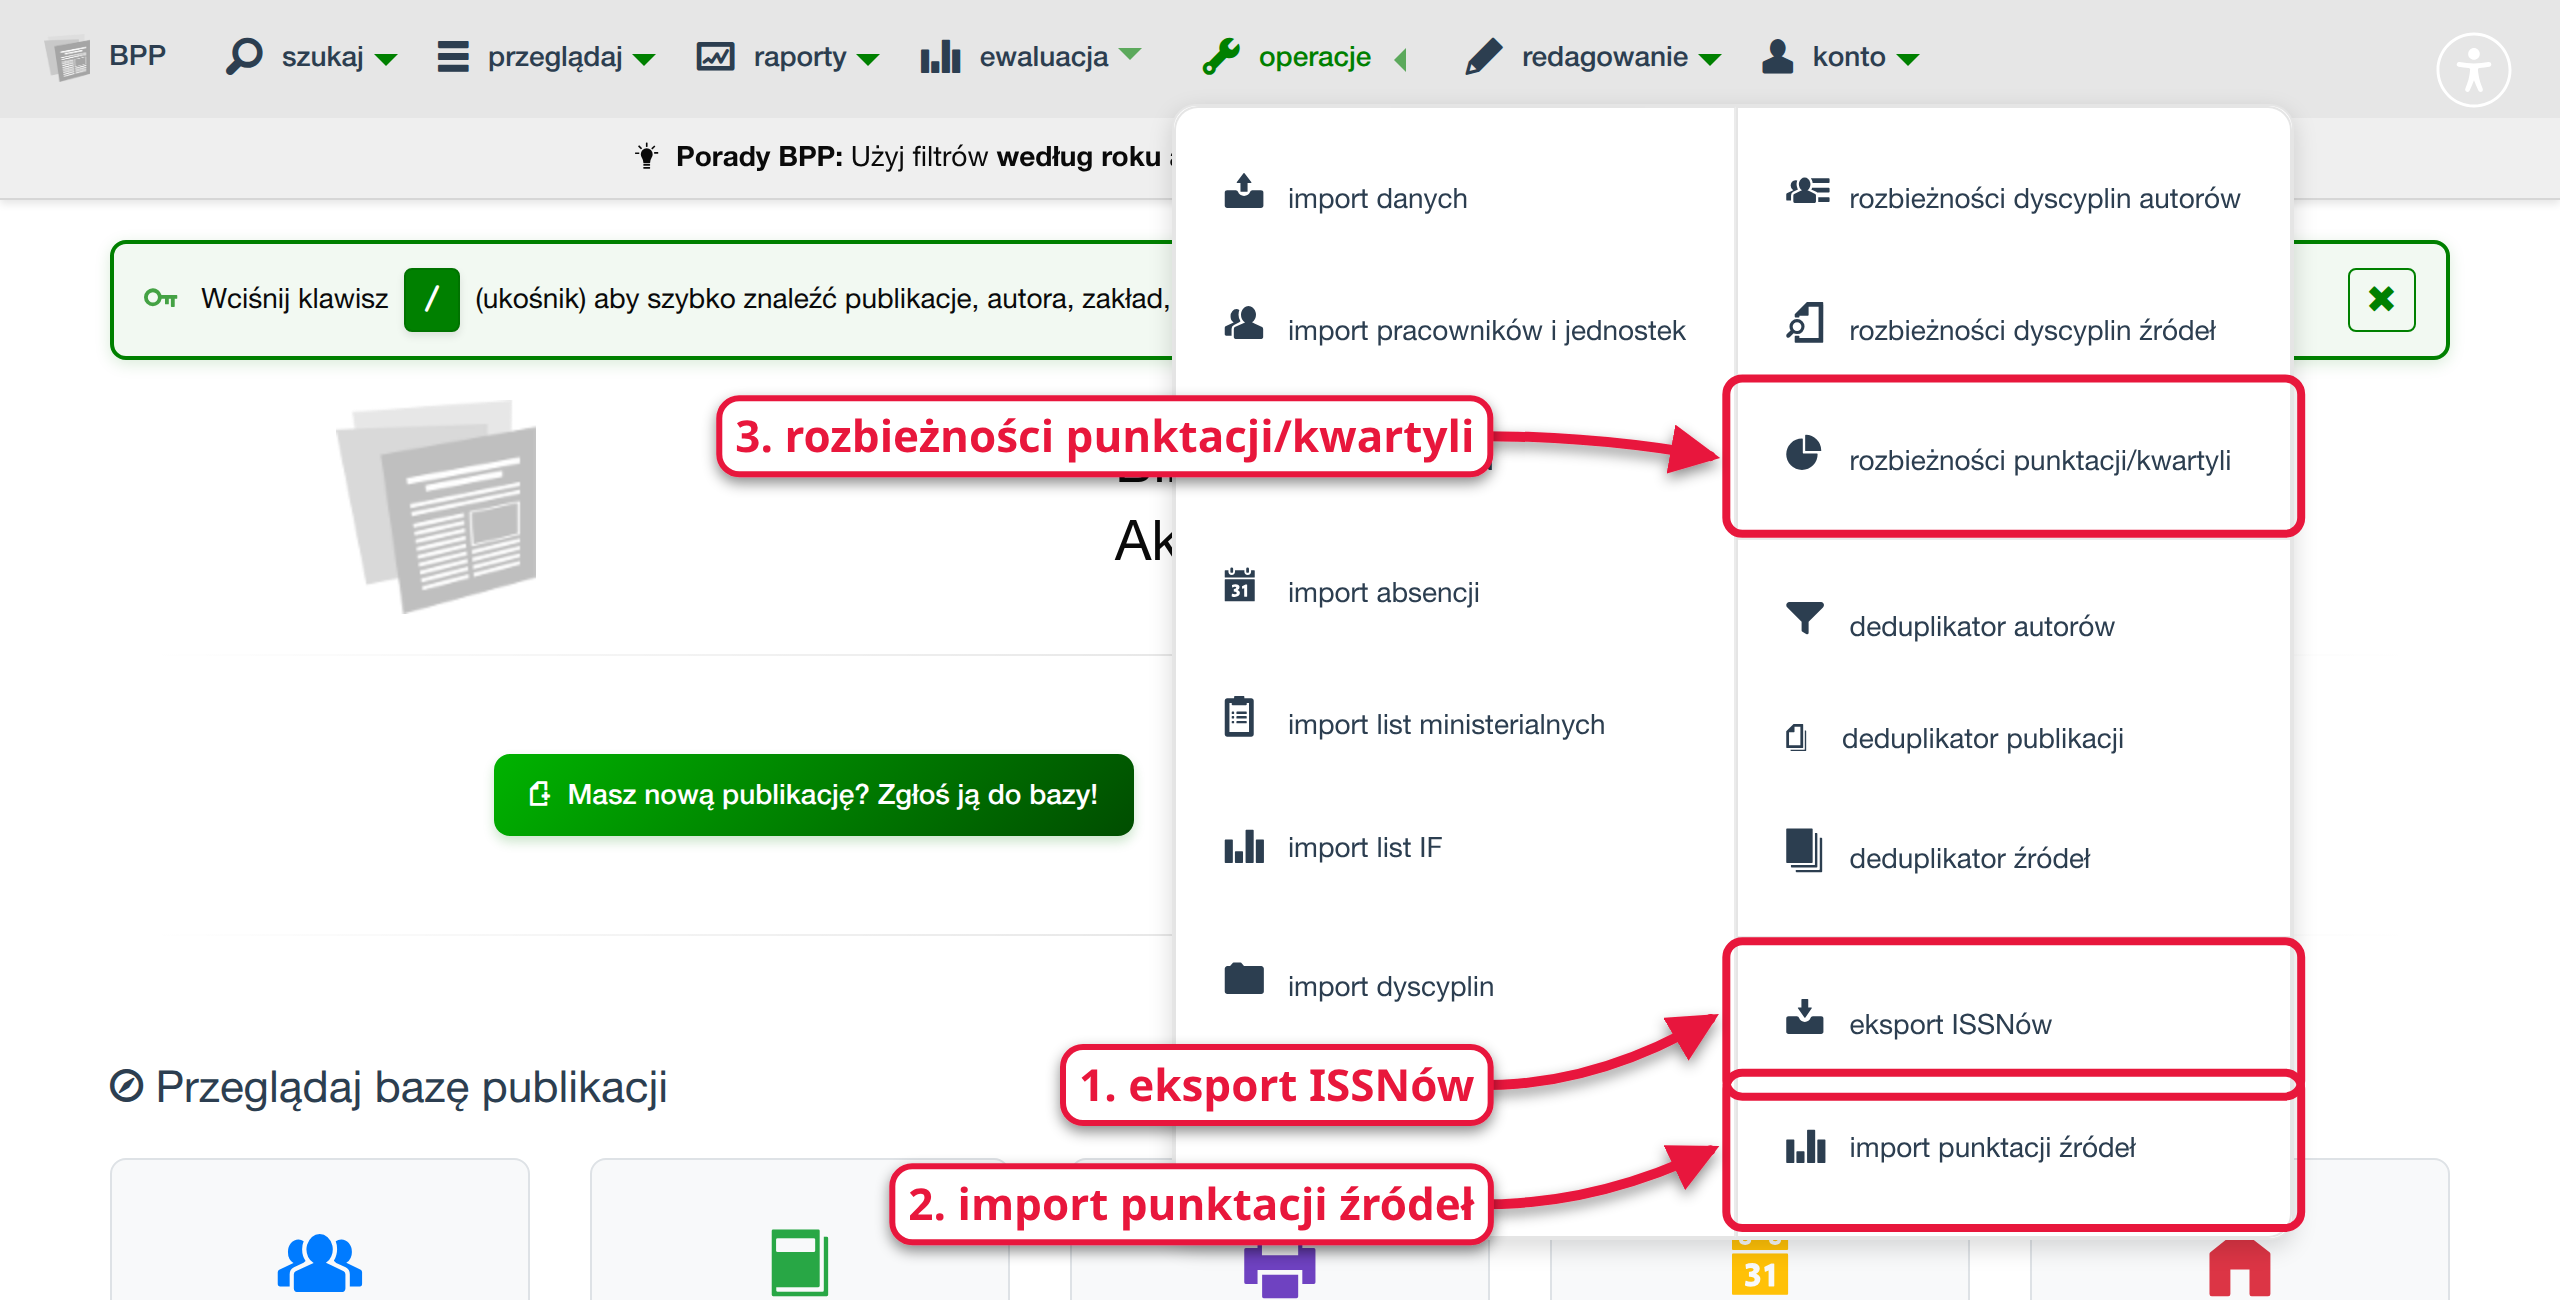 BPP szukaj przeglądaj raporty ewaluacja operacje redagowanie konto
Porady BPP: Użyj filtrów według roku
Wciśnij klawisz / (ukośnik) aby szybko znaleźć publikacje, autora, zakład,
import danych
import pracowników i jednostek
import absencji
import list ministerialnych
import list IF
import dyscyplin
rozbieżności dyscyplin autorów
rozbieżności dyscyplin źródeł
rozbieżności punktacji/kwartyli
deduplikator autorów
deduplikator publikacji
deduplikator źródeł
eksport ISSNów
import punktacji źródeł
3. rozbieżności punktacji/kwartyli
1. eksport ISSNów
2. import punktacji źródeł
Ak
Masz nową publikację? Zgłoś ją do bazy!
Przeglądaj bazę publikacji
31
31